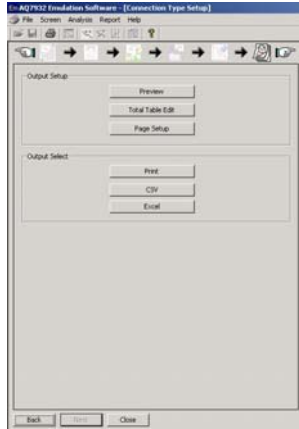 AQ7932 Emulation Software - [Connection Type Setup]
File Screen Analysis Report Help
Output Setup
Preview
Total Table Edit
Page Setup
Output Select
Print
CSV
Excel
Back Next Close